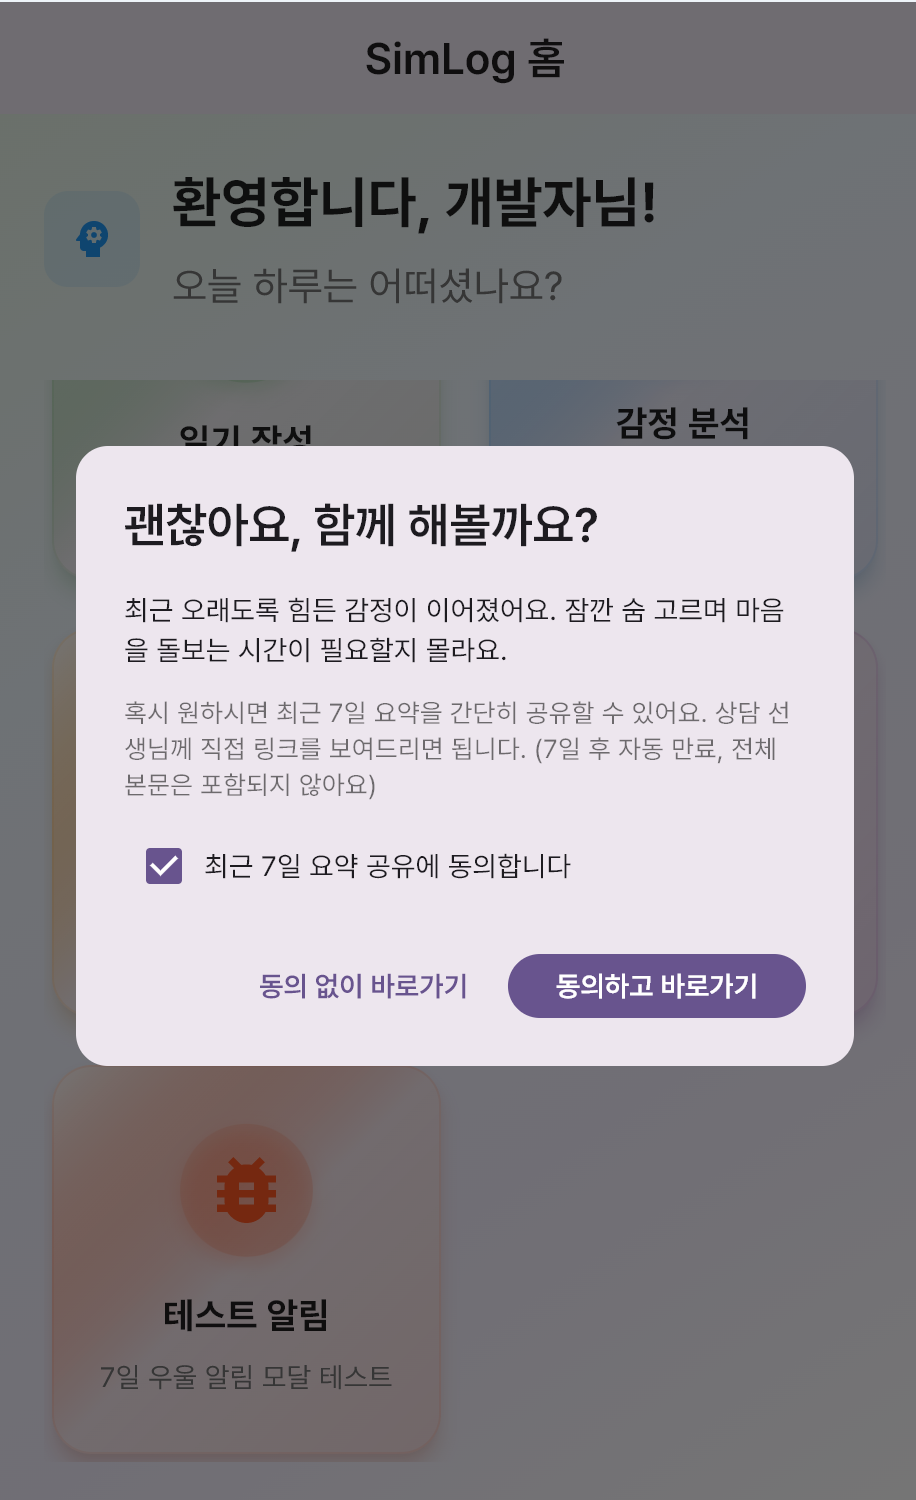 SimLog 홈
환영합니다, 개발자님!
오늘 하루는 어떠셨나요?
일기 작성
감정 분석
괜찮아요, 함께 해볼까요?
최근 오래도록 힘든 감정이 이어졌어요. 잠깐 숨 고르며 마음
을 돌보는 시간이 필요할지 몰라요.
혹시 원하시면 최근 7일 요약을 간단히 공유할 수 있어요. 상담 선
생님께 직접 링크를 보여드리면 됩니다. (7일 후 자동 만료, 전체
본문은 포함되지 않아요)
최근 7일 요약 공유에 동의합니다
동의 없이 바로가기
동의하고 바로가기
테스트 알림
7일 우울 알림 모달 테스트